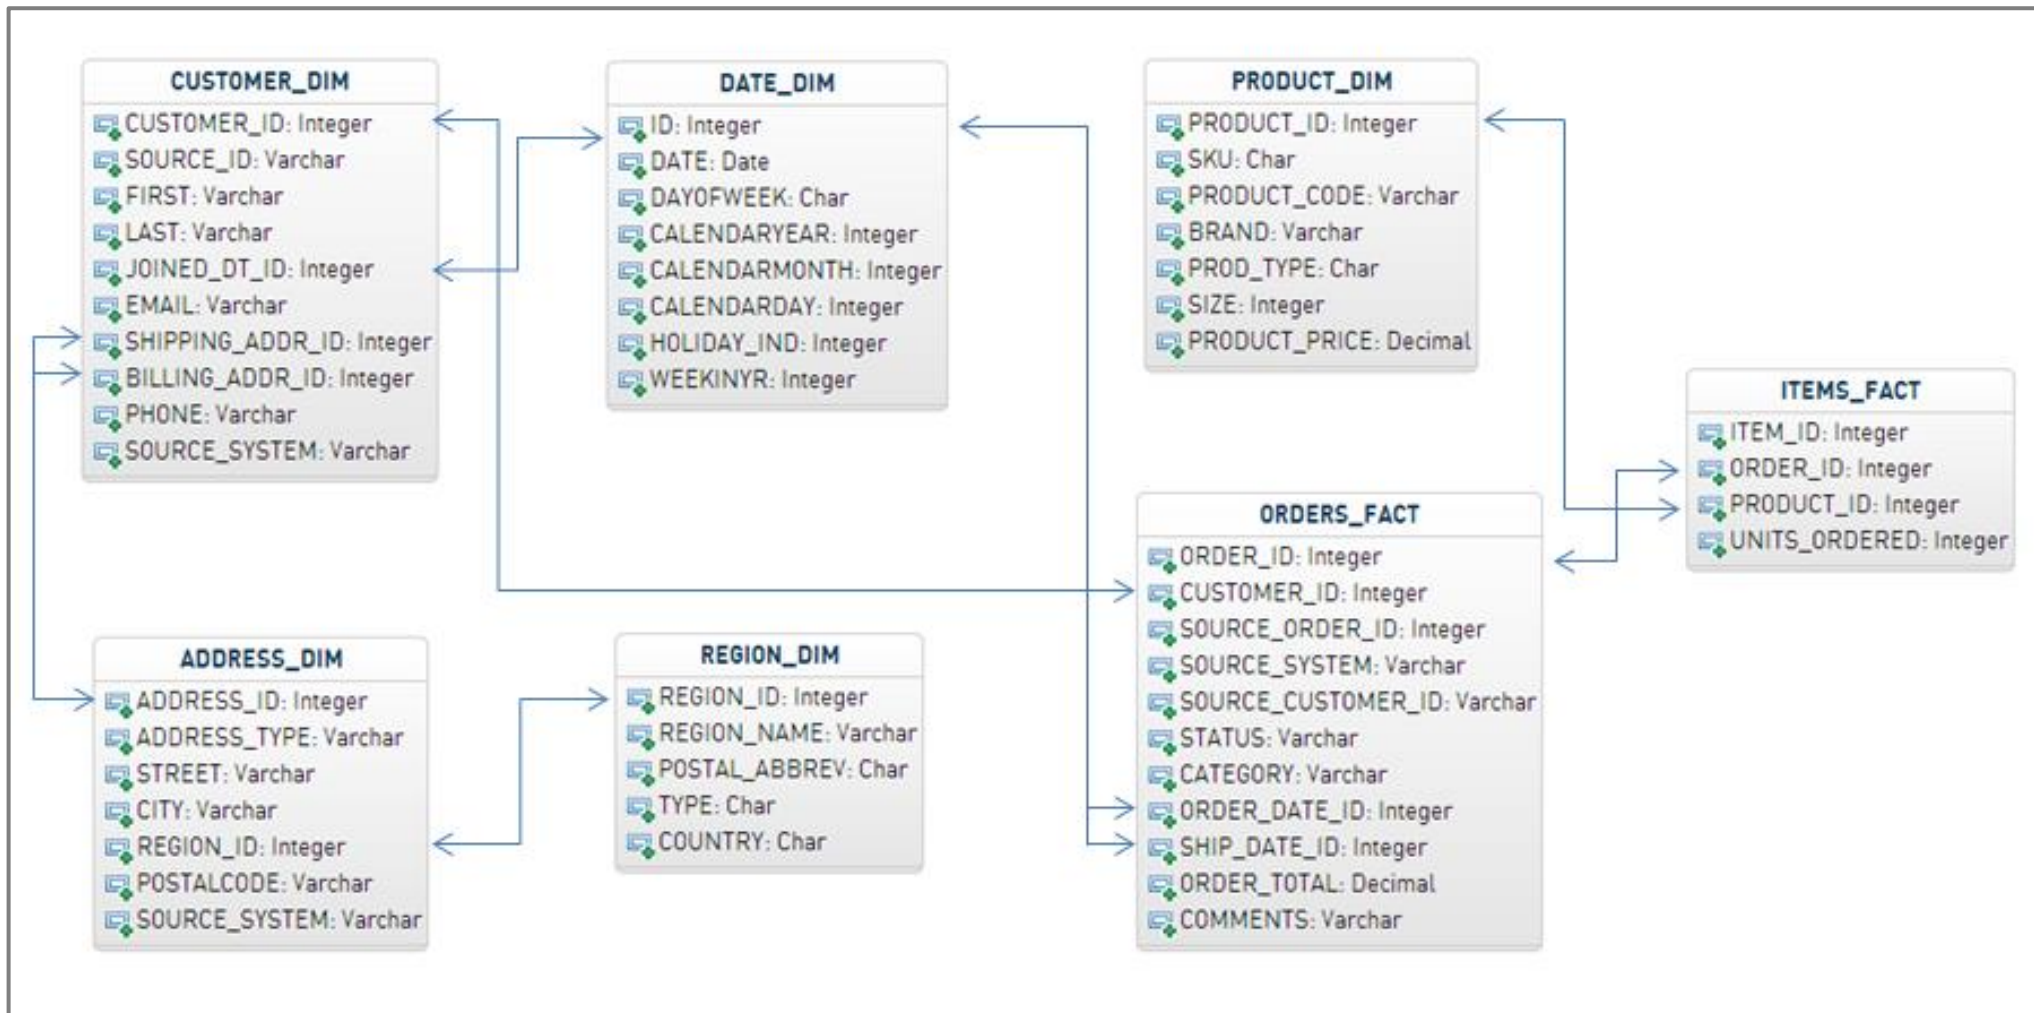 CUSTOMER_DIM
CUSTOMER_ID: Integer
SOURCE_ID: Varchar
FIRST: Varchar
LAST: Varchar
JOINED_DT_ID: Integer
EMAIL: Varchar
SHIPPING_ADDR_ID: Integer
BILLING_ADDR_ID: Integer
PHONE: Varchar
SOURCE_SYSTEM: Varchar
DATE_DIM
ID: Integer
DATE: Date
DAYOFWEEK: Char
CALENDARYEAR: Integer
CALENDARMONTH: Integer
CALENDARDAY: Integer
HOLIDAY_IND: Integer
WEEKINYR: Integer
PRODUCT_DIM
PRODUCT_ID: Integer
SKU: Char
PRODUCT_CODE: Varchar
BRAND: Varchar
PROD_TYPE: Char
SIZE: Integer
PRODUCT_PRICE: Decimal
ITEMS_FACT
ITEM_ID: Integer
ORDER_ID: Integer
PRODUCT_ID: Integer
UNITS_ORDERED: Integer
ADDRESS_DIM
ADDRESS_ID: Integer
ADDRESS_TYPE: Varchar
STREET: Varchar
CITY: Varchar
REGION_ID: Integer
POSTALCODE: Varchar
SOURCE_SYSTEM: Varchar
REGION_DIM
REGION_ID: Integer
REGION_NAME: Varchar
POSTAL_ABBREV: Char
TYPE: Char
COUNTRY: Char
ORDERS_FACT
ORDER_ID: Integer
CUSTOMER_ID: Integer
SOURCE_ORDER_ID: Integer
SOURCE_SYSTEM: Varchar
SOURCE_CUSTOMER_ID: Varchar
STATUS: Varchar
CATEGORY: Varchar
ORDER_DATE_ID: Integer
SHIP_DATE_ID: Integer
ORDER_TOTAL: Decimal
COMMENTS: Varchar